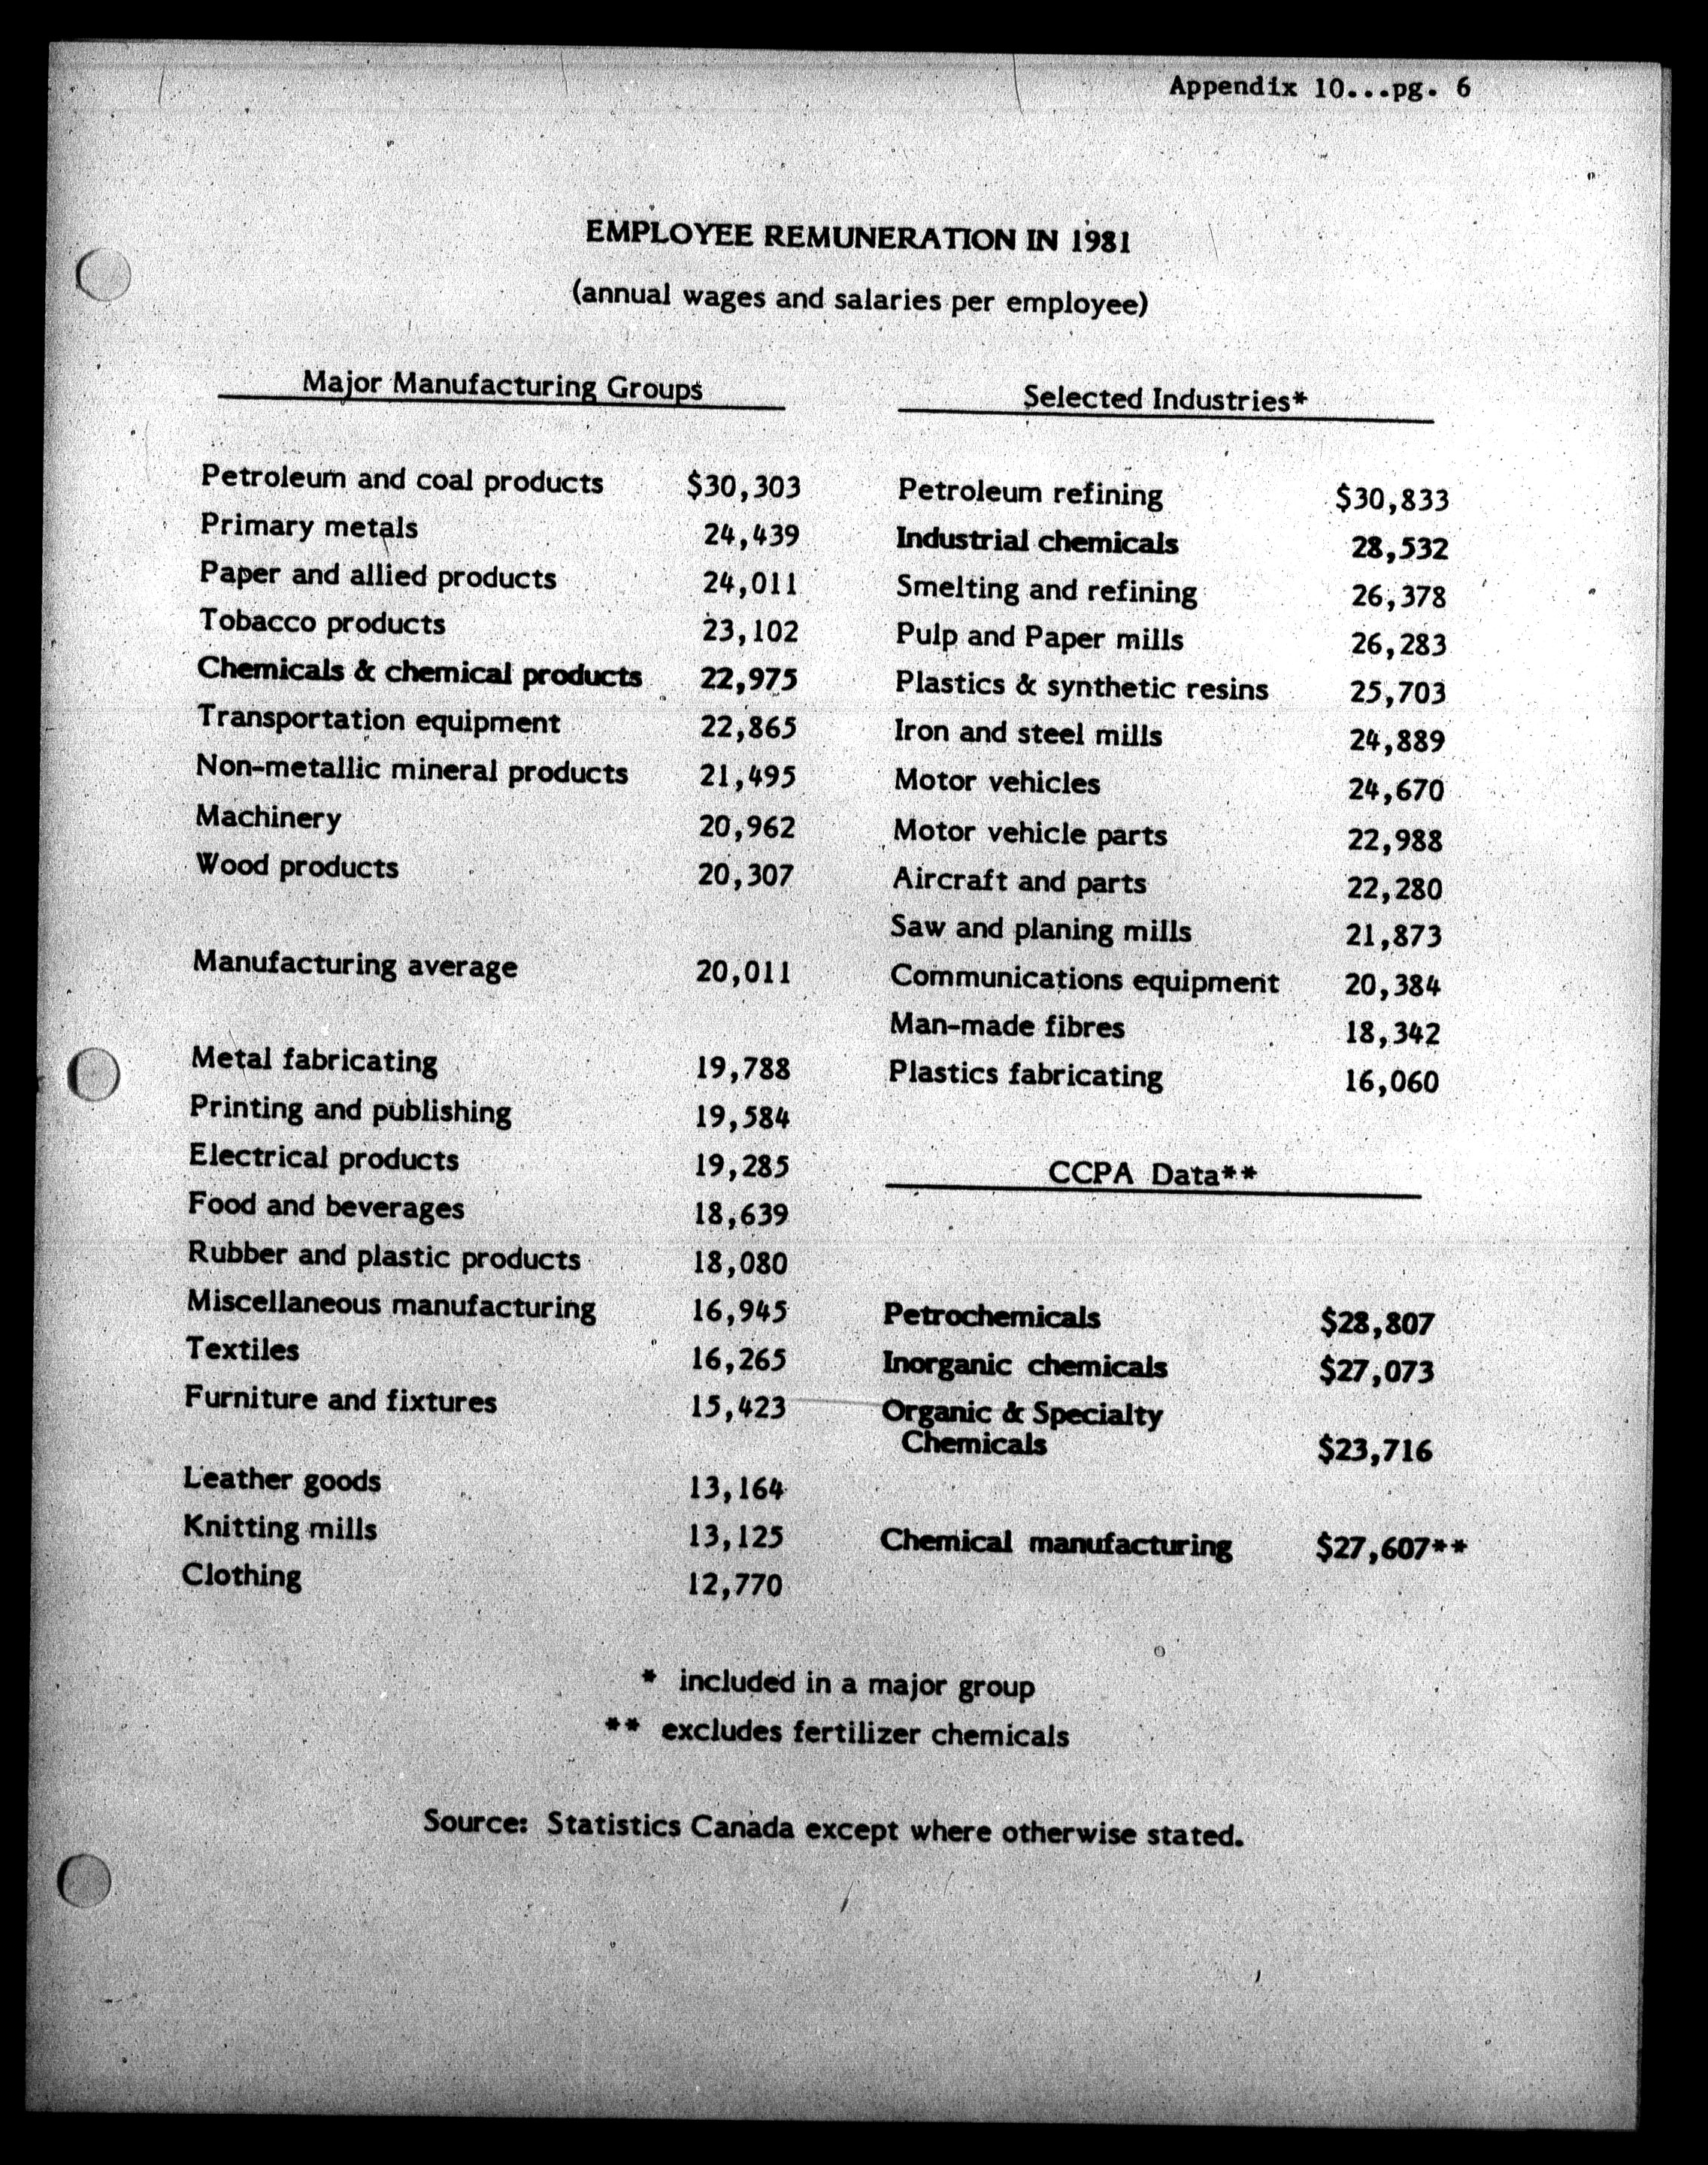 Appendix 10...pg. 6
EMPLOYEE REMUNERATION IN 1981
(annual wages and salaries per employee)
Major Manufacturing Groups
Petroleum and coal products $30,303
Primary metals 24,439
Paper and allied products 24,011
Tobacco products 23,102
Chemicals & chemical products 22,975
Transportation equipment 22,865
Non-metallic mineral products 21,495
Machinery 20,962
Wood products 20,307
Manufacturing average 20,011
Metal fabricating 19,788
Printing and publishing 19,584
Electrical products 19,285
Food and beverages 18,639
Rubber and plastic products 18,080
Miscellaneous manufacturing 16,945
Textiles 16,265
Furniture and fixtures 15,423
Leather goods 13,164
Knitting mills 13,125
Clothing 12,770
Selected Industries*
Petroleum refining $30,833
Industrial chemicals 28,532
Smelting and refining 26,378
Pulp and Paper mills 26,283
Plastics & synthetic resins 25,703
Iron and steel mills 24,889
Motor vehicles 24,670
Motor vehicle parts 22,988
Aircraft and parts 22,280
Saw and planing mills 21,873
Communications equipment 20,384
Man-made fibres 18,342
Plastics fabricating 16,060
CCPA Data**
Petrochemicals $28,807
Inorganic chemicals $27,073
Organic & Specialty
Chemicals $23,716
Chemical manufacturing $27,607**
* included in a major group
** excludes fertilizer chemicals
Source: Statistics Canada except where otherwise stated.